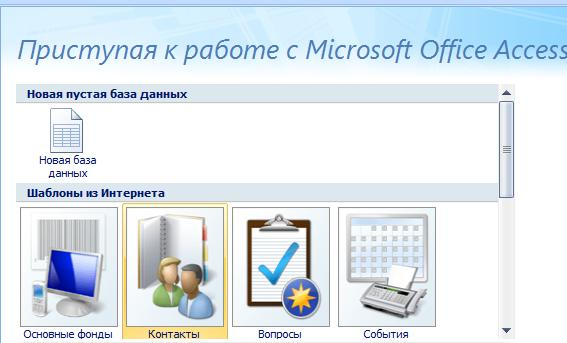 Приступая к работе с Microsoft Office Access
Новая пустая база данных
Новая база
данных
Шаблоны из Интернета
Основные фонды
Контакты
Вопросы
События